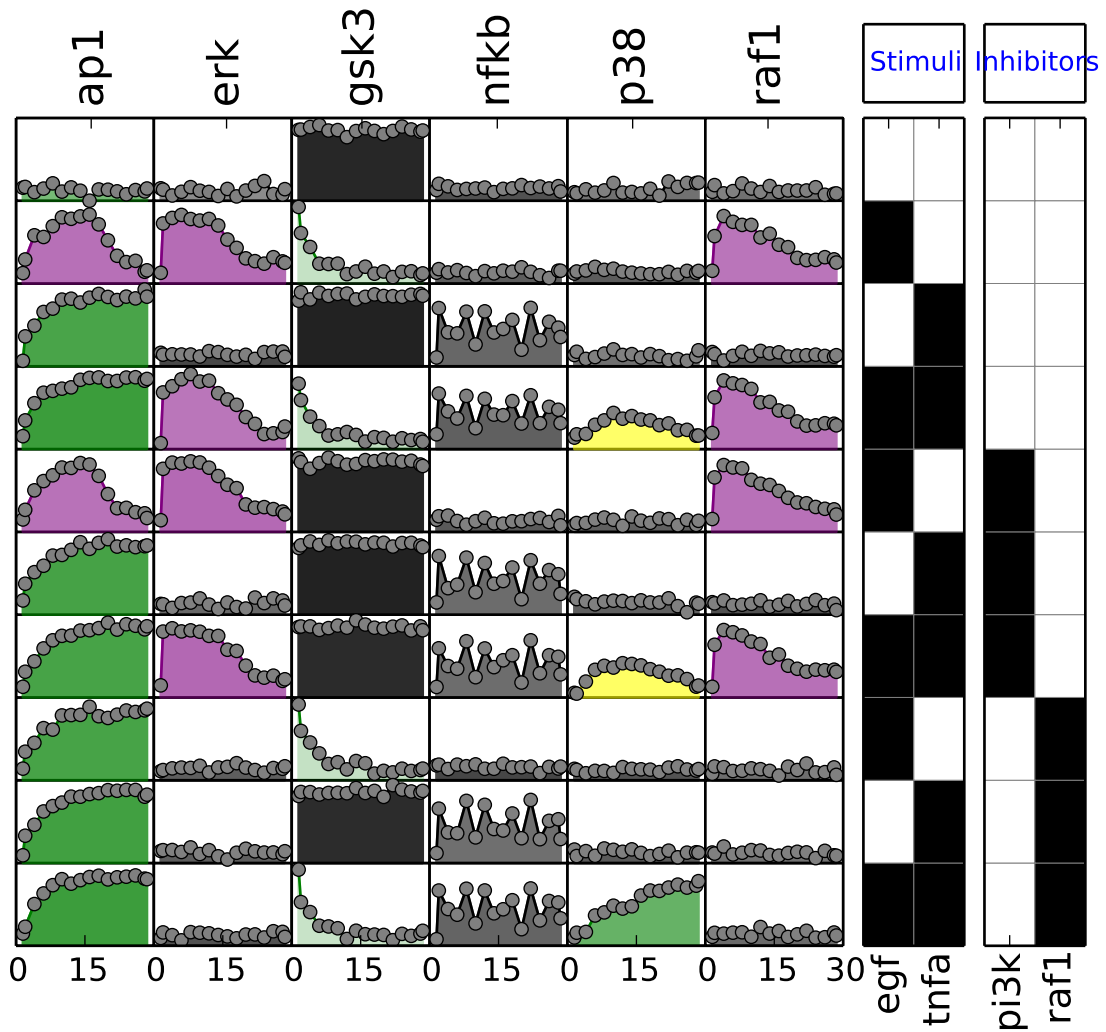 ap1 erk gsk3 nfkb p38 raf1
Stimuli Inhibitors
0 15 0 15 0 15 0 15 0 15 0 15 30
egf tnfa pi3k raf1